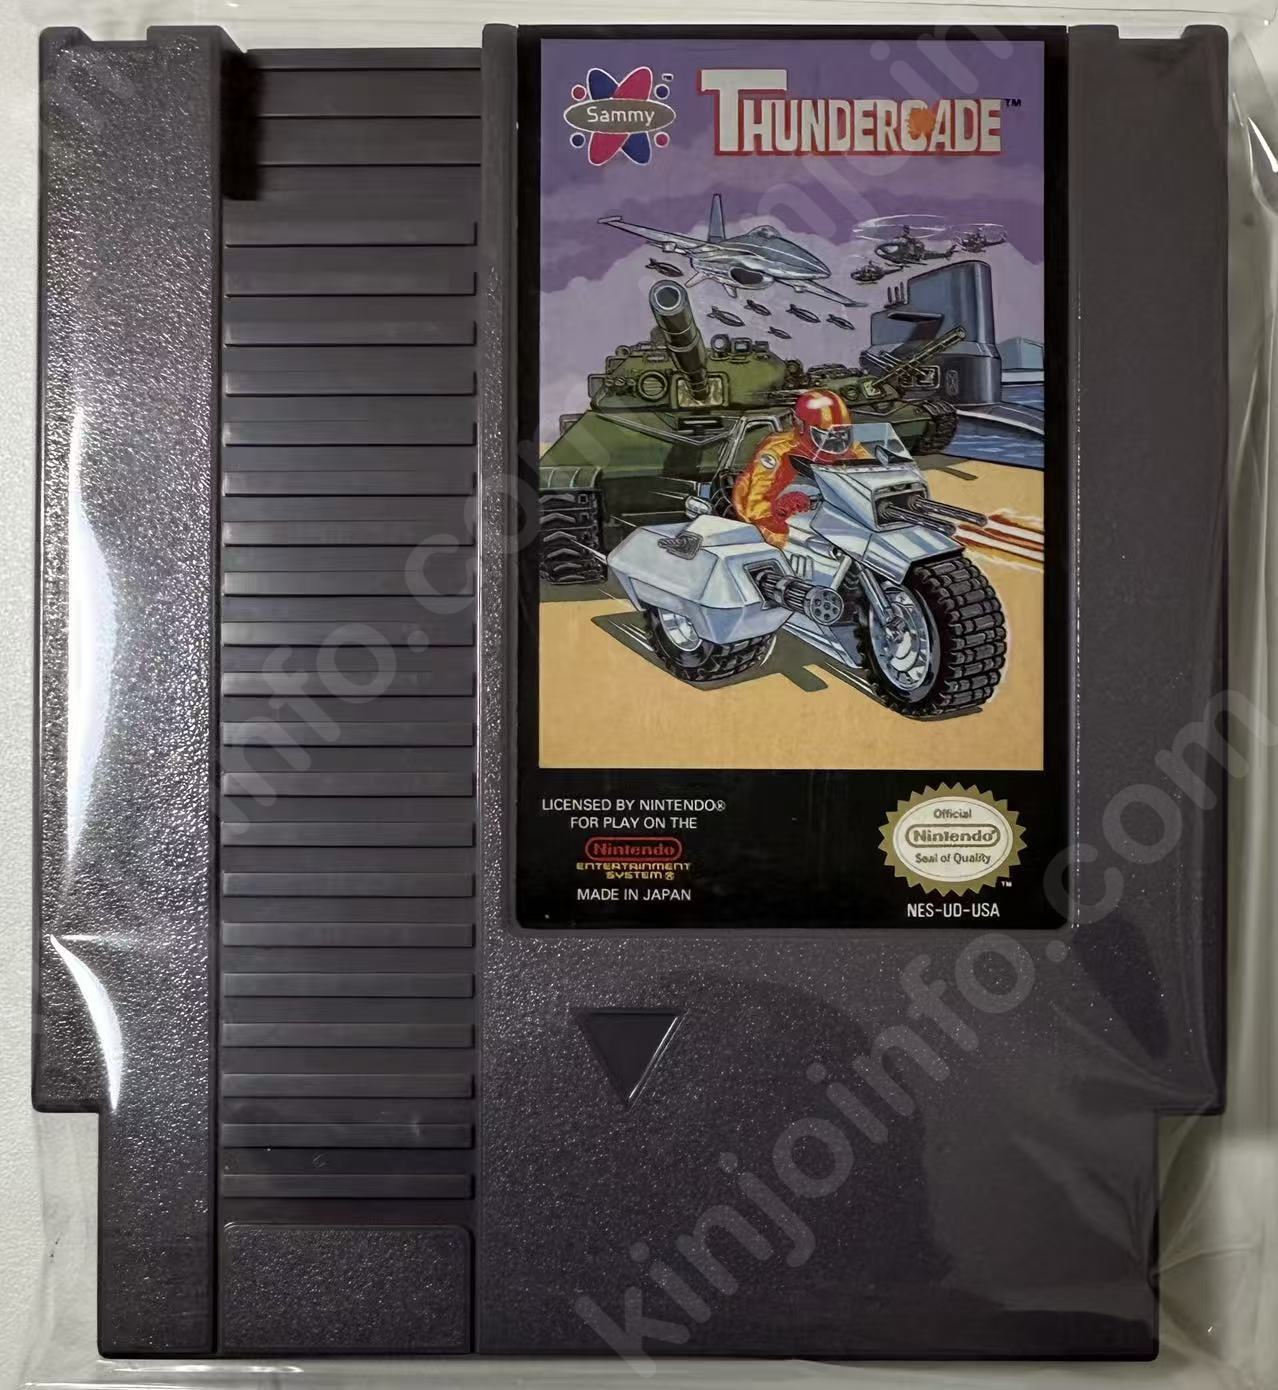 Sammy
THUNDERCADE™
LICENSED BY NINTENDO®
FOR PLAY ON THE
Nintendo
ENTERTAINMENT
SYSTEM®
MADE IN JAPAN
Official
Nintendo
Seal of Quality
™
NES-UD-USA
kinjoinfo.com
kinjoinfo.com